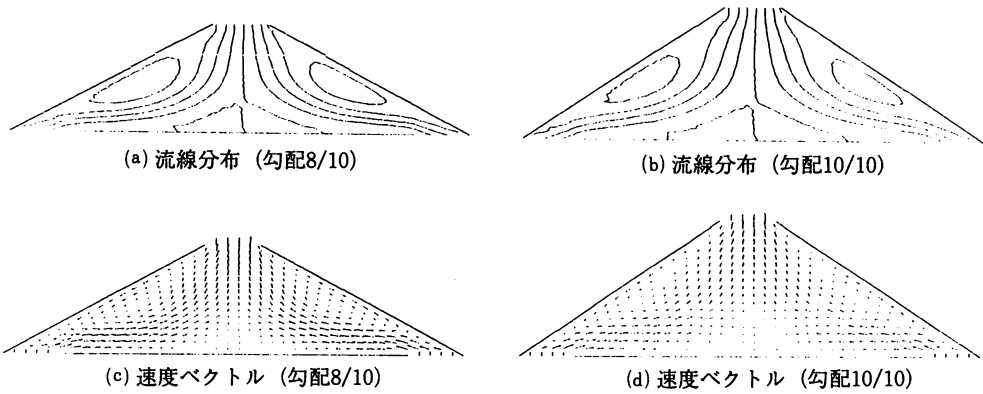 (a) 流線分布 (勾配8/10)
(b) 流線分布 (勾配10/10)
(c) 速度ベクトル (勾配8/10)
(d) 速度ベクトル (勾配10/10)